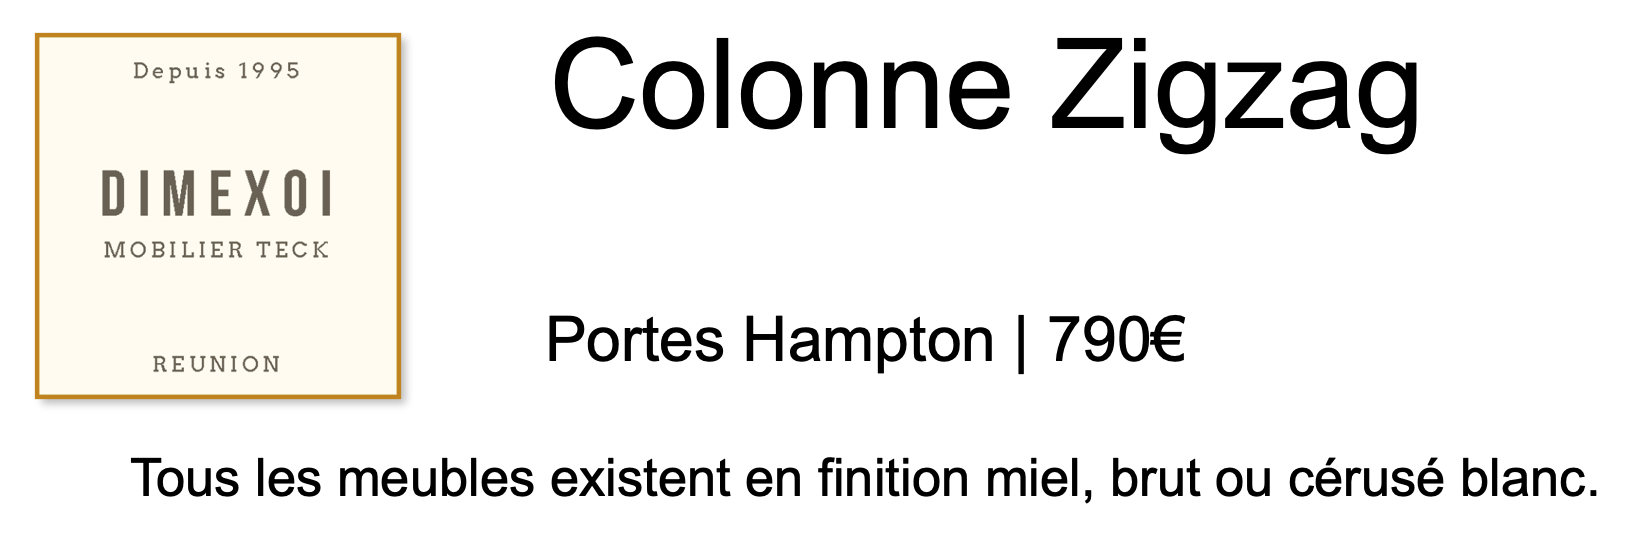 Depuis 1995
DIMEXOI
MOBILIER TECK
REUNION
Colonne Zigzag
Portes Hampton | 790€
Tous les meubles existent en finition miel, brut ou cérusé blanc.